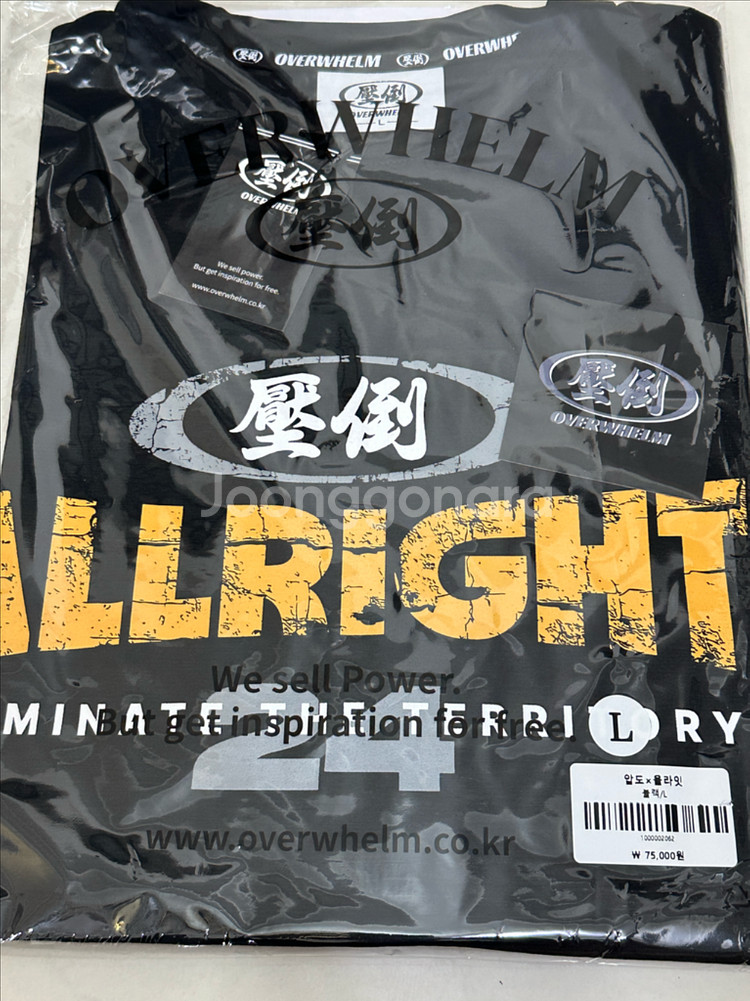 壓倒 OVERWHELM 壓倒 OVERWH
壓倒
OVERWHELM
L
OVERWHELM
壓倒
壓倒
OVERWHELM
We sell power.
But get inspiration for free.
www.overwhelm.co.kr
壓倒
OVERWHELM
壓倒
Joonggonara
ALLRIGHT
We sell Power.
MINATE THE TERRITORY
But get inspiration for free.
L
24
압도×올라잇
블랙/L
1000002062
₩ 75,000원
www.overwhelm.co.kr